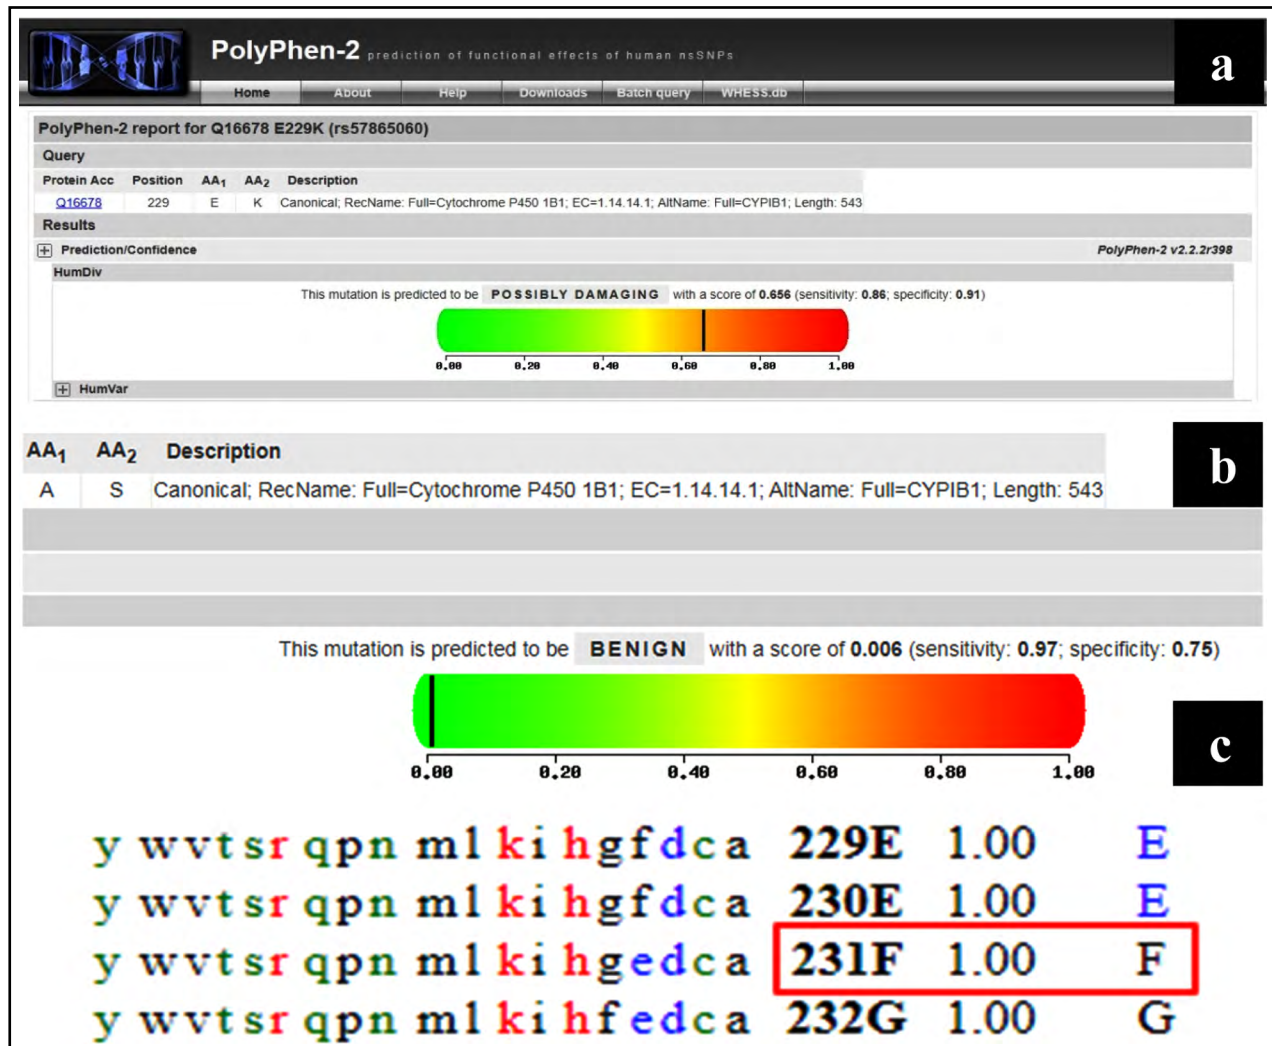 PolyPhen-2 prediction of functional effects of human nsSNPs
a
Home About Help Downloads Batch query WHESS.db
PolyPhen-2 report for Q16678 E229K (rs57865060)
Query
Protein Acc Position AA1 AA2 Description
Q16678 229 E K Canonical; RecName: Full=Cytochrome P450 1B1; EC=1.14.14.1; AltName: Full=CYPIB1; Length: 543
Results
+ Prediction/Confidence PolyPhen-2 v2.2.2r398
HumDiv
This mutation is predicted to be POSSIBLY DAMAGING with a score of 0.656 (sensitivity: 0.86; specificity: 0.91)
0.00 0.20 0.40 0.60 0.80 1.00
+ HumVar
b
AA1 AA2 Description
A S Canonical; RecName: Full=Cytochrome P450 1B1; EC=1.14.14.1; AltName: Full=CYPIB1; Length: 543
This mutation is predicted to be BENIGN with a score of 0.006 (sensitivity: 0.97; specificity: 0.75)
0.00 0.20 0.40 0.60 0.80 1.00
c
y w v t s r q p n m l k i h g f d c a 229E 1.00 E
y w v t s r q p n m l k i h g f d c a 230E 1.00 E
y w v t s r q p n m l k i h g e d c a 231F 1.00 F
y w v t s r q p n m l k i h f e d c a 232G 1.00 G